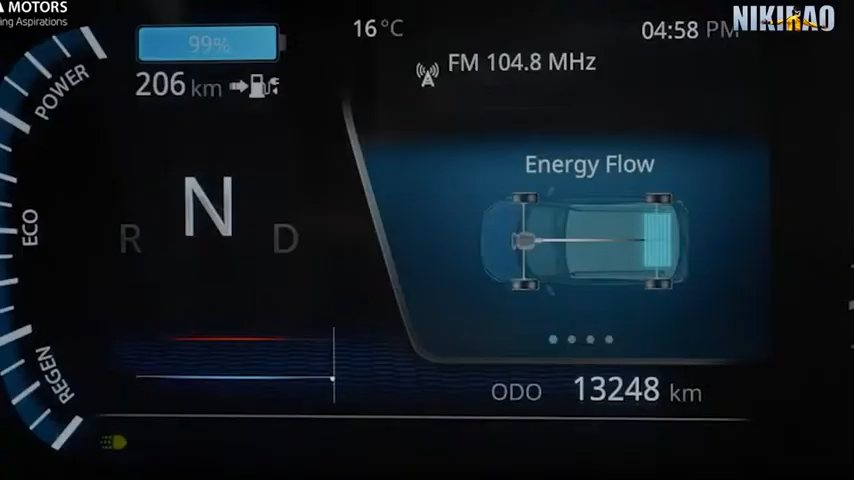 MOTORS
ng Aspirations
NIKIRAO
99%
16 °C
04:58 PM
206 km
FM 104.8 MHz
POWER
Energy Flow
N
R
D
ECO
REGEN
ODO 13248 km